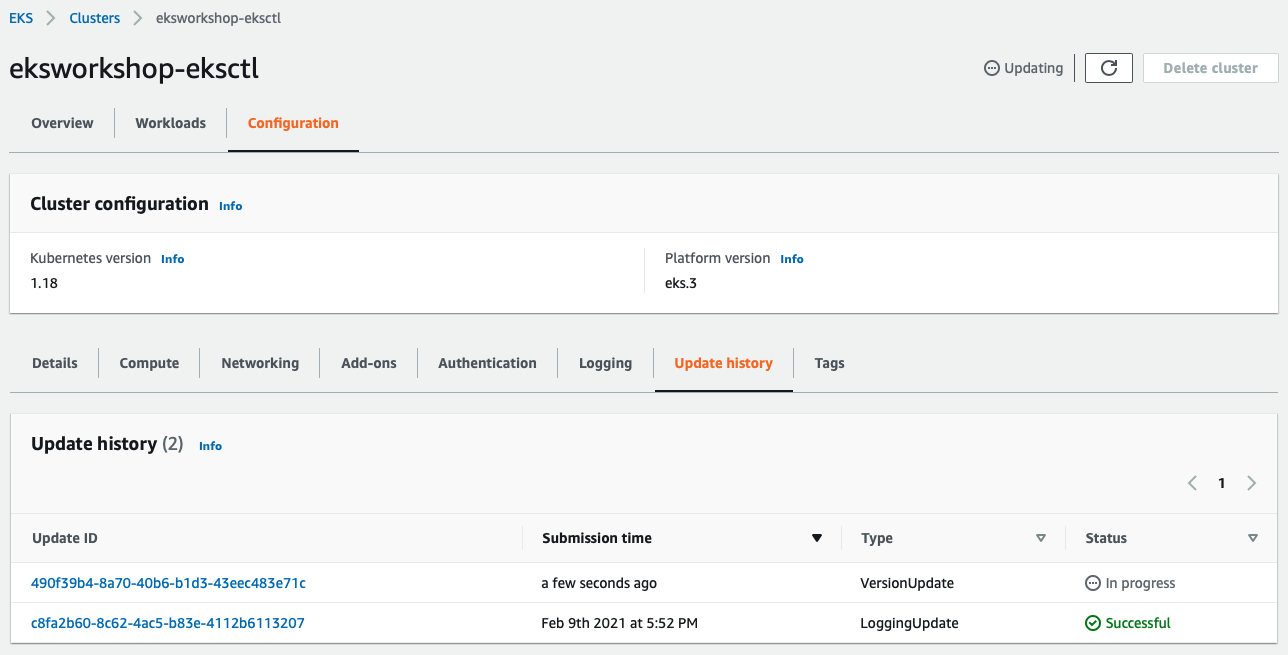 EKS Clusters eksworkshop-eksctl
eksworkshop-eksctl Updating Delete cluster
Overview Workloads Configuration
Cluster configuration Info
Kubernetes version Info Platform version Info
1.18 eks.3
Details Compute Networking Add-ons Authentication Logging Update history Tags
Update history (2) Info
1
Update ID Submission time Type Status
490f39b4-8a70-40b6-b1d3-43eec483e71c a few seconds ago VersionUpdate In progress
c8fa2b60-8c62-4ac5-b83e-4112b6113207 Feb 9th 2021 at 5:52 PM LoggingUpdate Successful